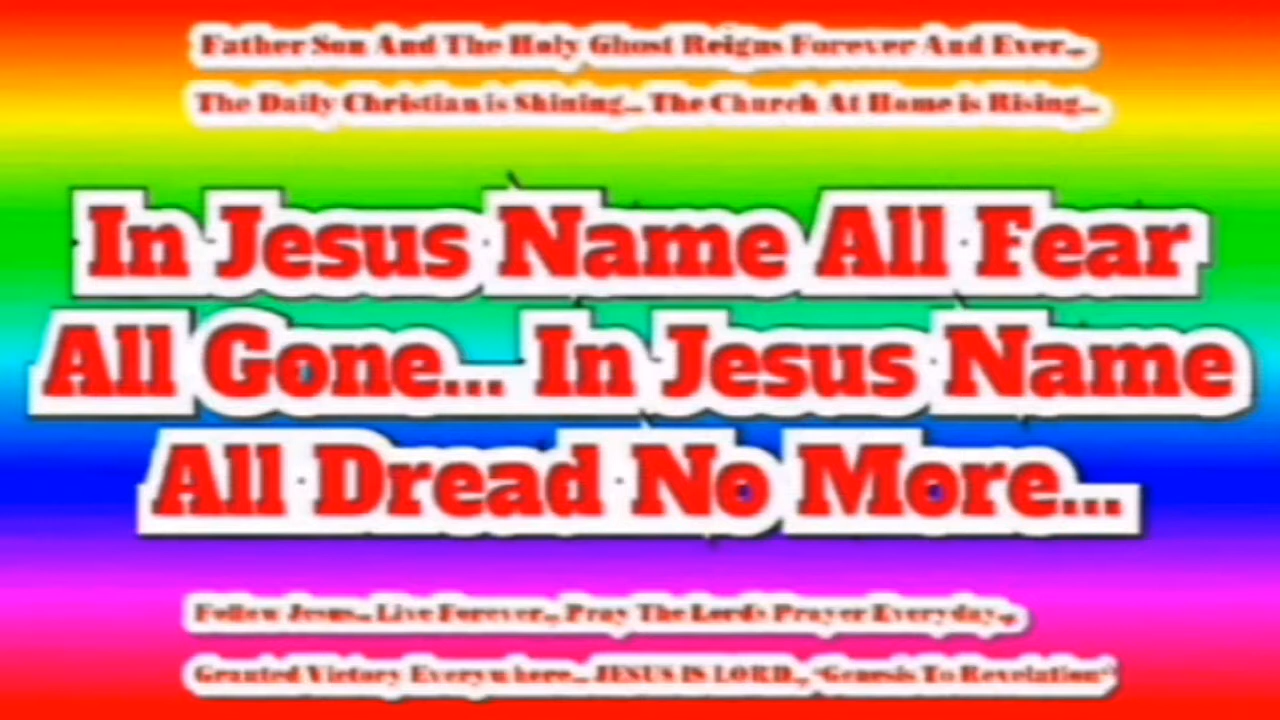 Father Son And The Holy Ghost Reigns Forever And Ever...
The Daily Christian is Shining... The Church At Home is Rising...
In Jesus Name All Fear
All Gone... In Jesus Name
All Dread No More...
Follow Jesus... Live Forever... Pray The Lords Prayer Everyday...
Granted Victory Everywhere... JESUS IS LORD... "Genesis To Revelation"